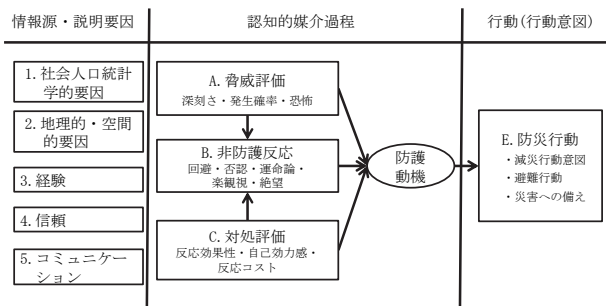 情報源・説明要因
認知的媒介過程
行動(行動意図)
1. 社会人口統計
学的要因
2. 地理的・空間
的要因
3. 経験
4. 信頼
5. コミュニケー
ション
A. 脅威評価
深刻さ・発生確率・恐怖
B. 非防護反応
回避・否認・運命論・
楽観視・絶望
C. 対処評価
反応効果性・自己効力感・
反応コスト
防護
動機
E. 防災行動
・減災行動意図
・避難行動
・災害への備え